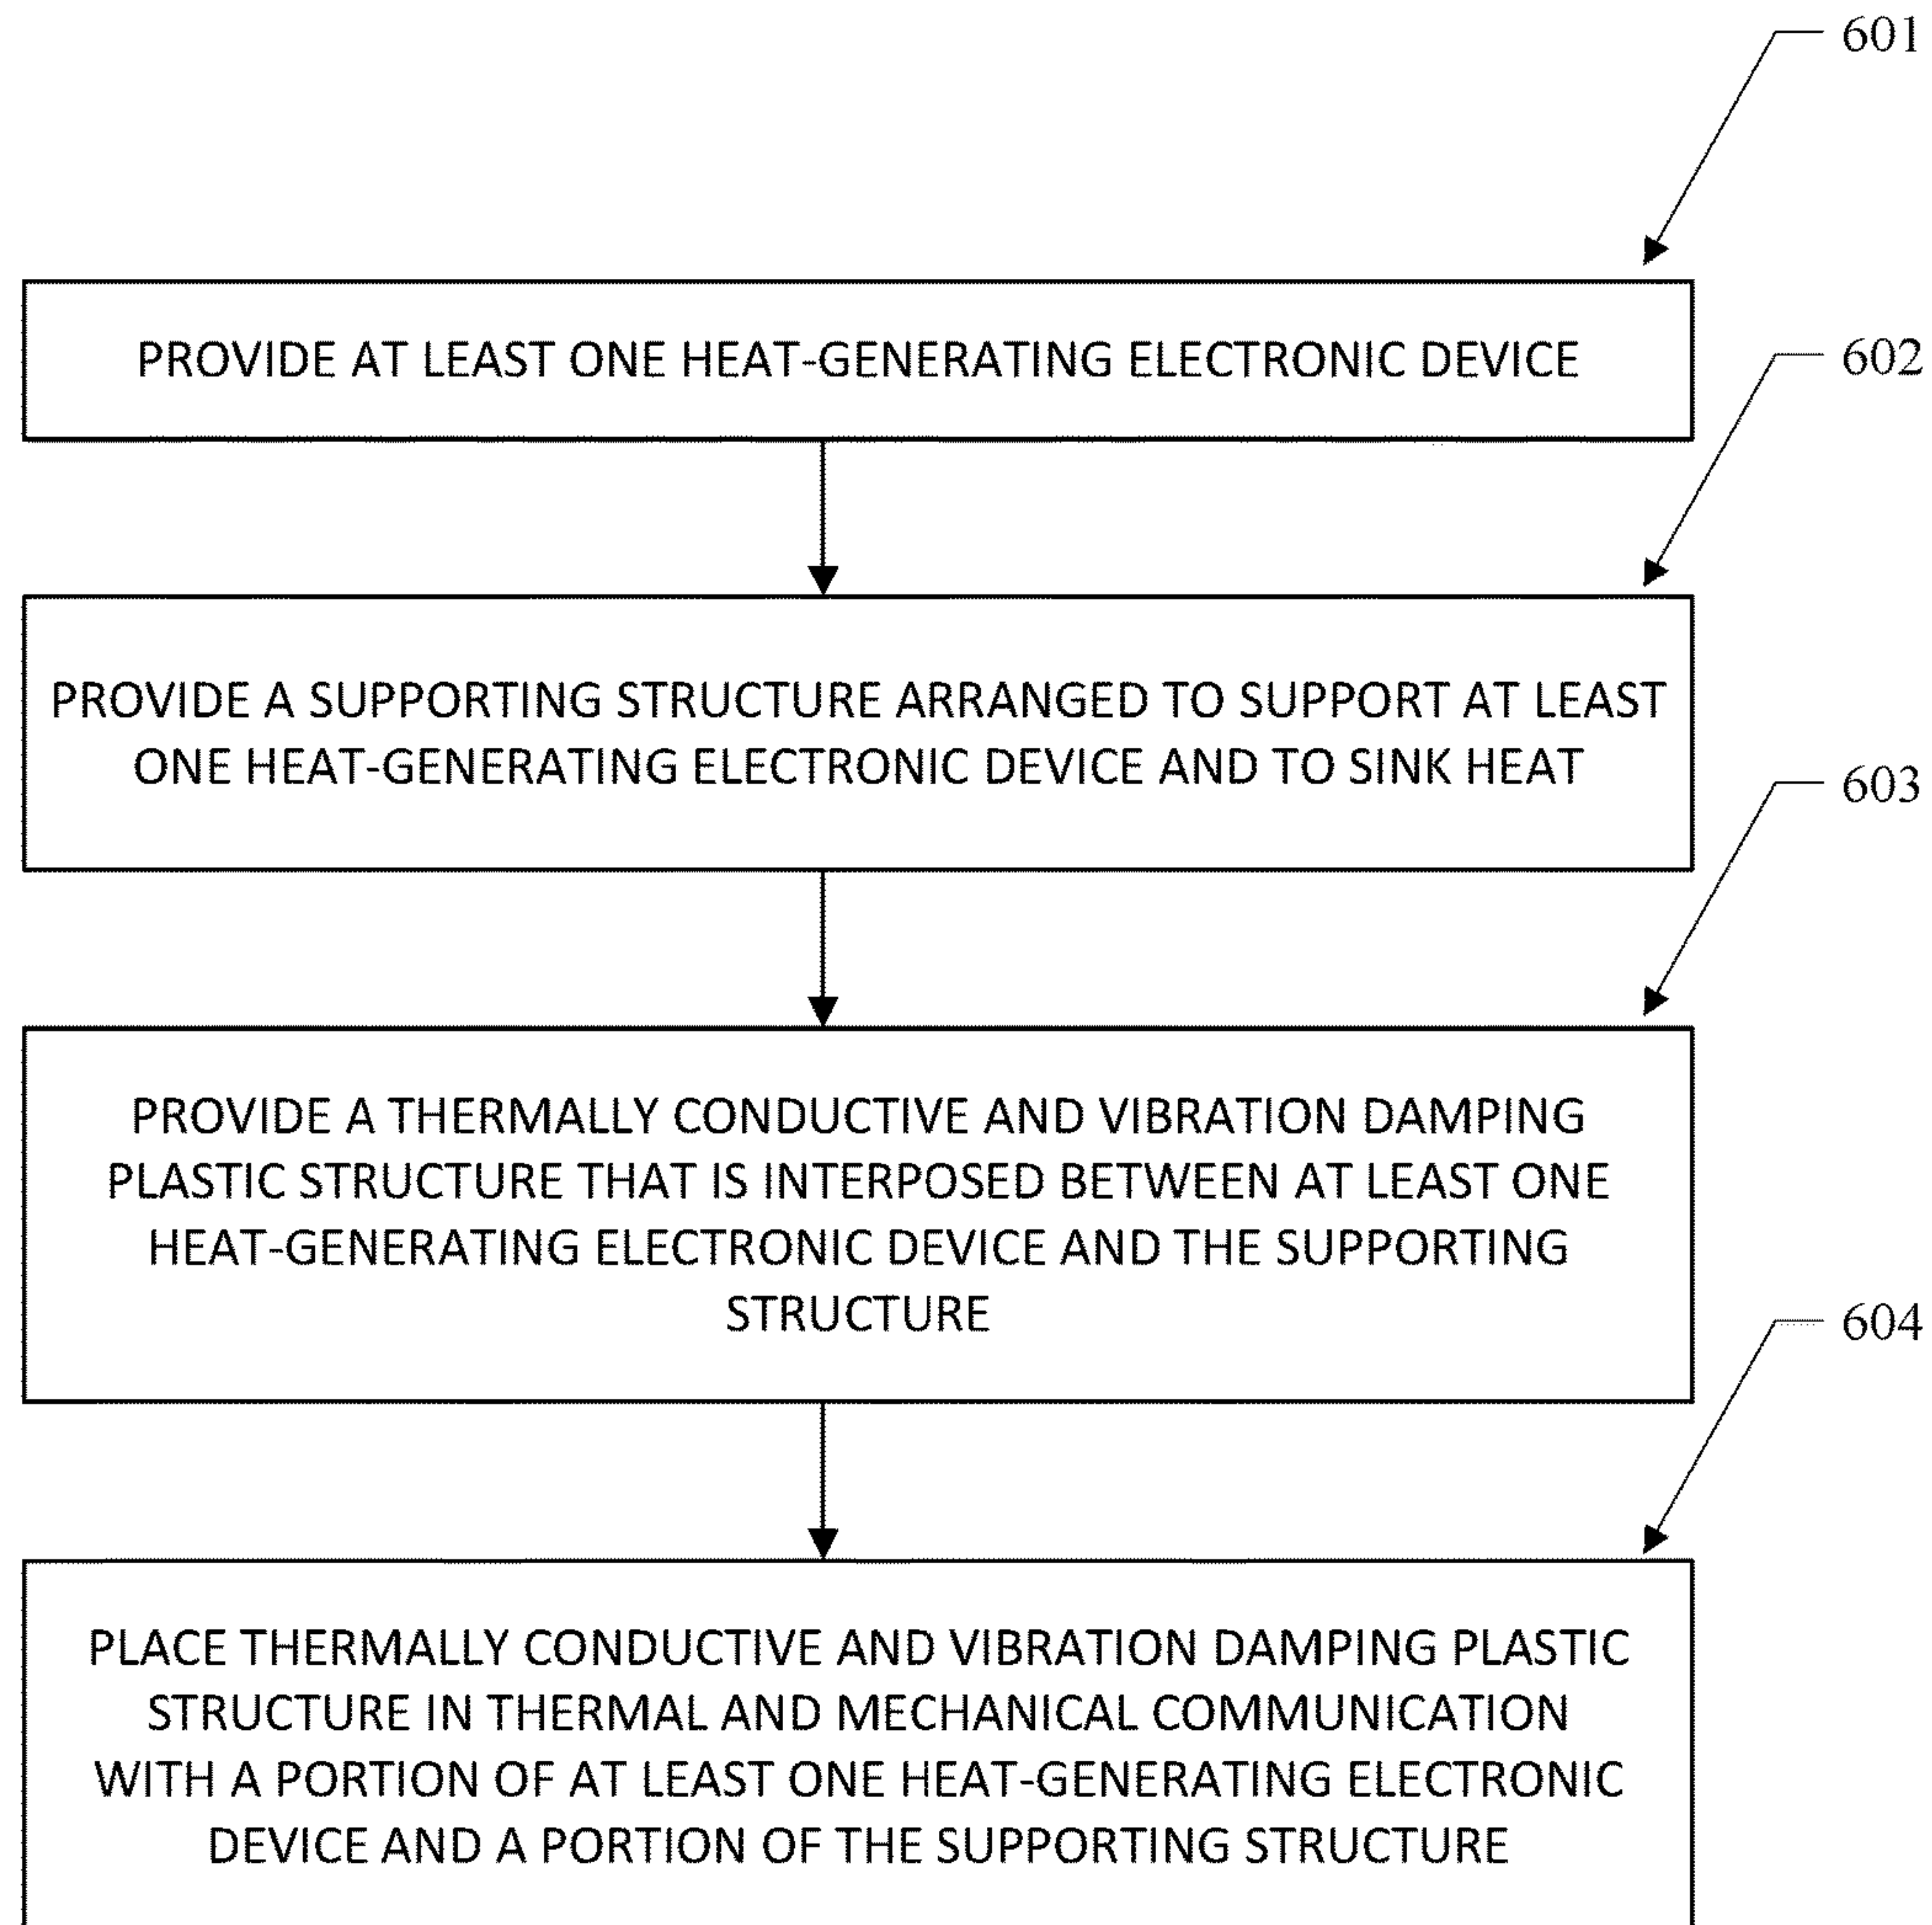 601
PROVIDE AT LEAST ONE HEAT-GENERATING ELECTRONIC DEVICE
602
PROVIDE A SUPPORTING STRUCTURE ARRANGED TO SUPPORT AT LEAST
ONE HEAT-GENERATING ELECTRONIC DEVICE AND TO SINK HEAT
603
PROVIDE A THERMALLY CONDUCTIVE AND VIBRATION DAMPING
PLASTIC STRUCTURE THAT IS INTERPOSED BETWEEN AT LEAST ONE
HEAT-GENERATING ELECTRONIC DEVICE AND THE SUPPORTING
STRUCTURE
604
PLACE THERMALLY CONDUCTIVE AND VIBRATION DAMPING PLASTIC
STRUCTURE IN THERMAL AND MECHANICAL COMMUNICATION
WITH A PORTION OF AT LEAST ONE HEAT-GENERATING ELECTRONIC
DEVICE AND A PORTION OF THE SUPPORTING STRUCTURE